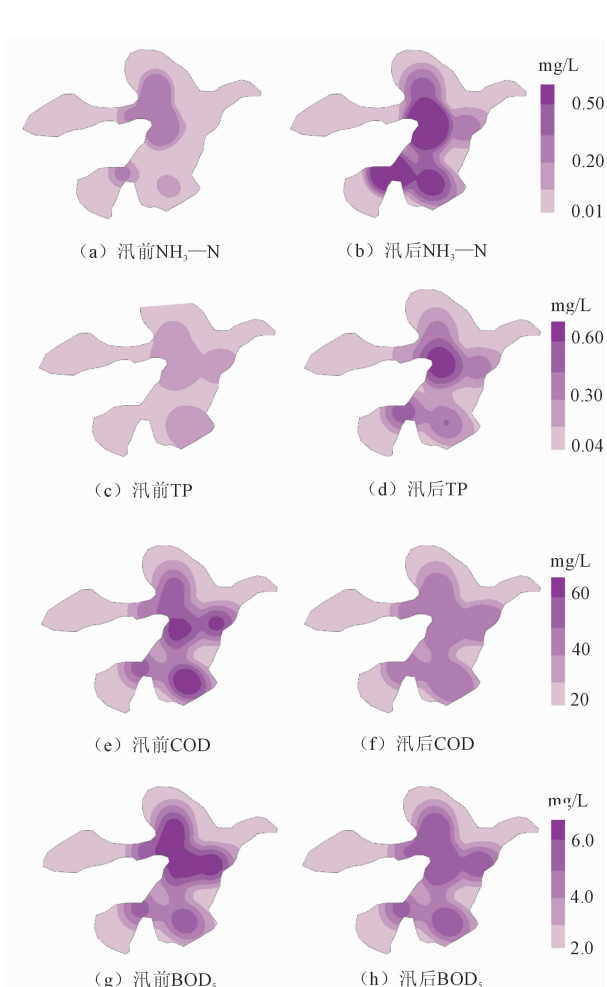 mg/L
0.50
0.20
0.01
(a) 汛前NH₃—N
(b) 汛后NH₃—N
mg/L
0.60
0.30
0.04
(c) 汛前TP
(d) 汛后TP
mg/L
60
40
20
(e) 汛前COD
(f) 汛后COD
mg/L
6.0
4.0
2.0
(g) 汛前BOD₅
(h) 汛后BOD₅